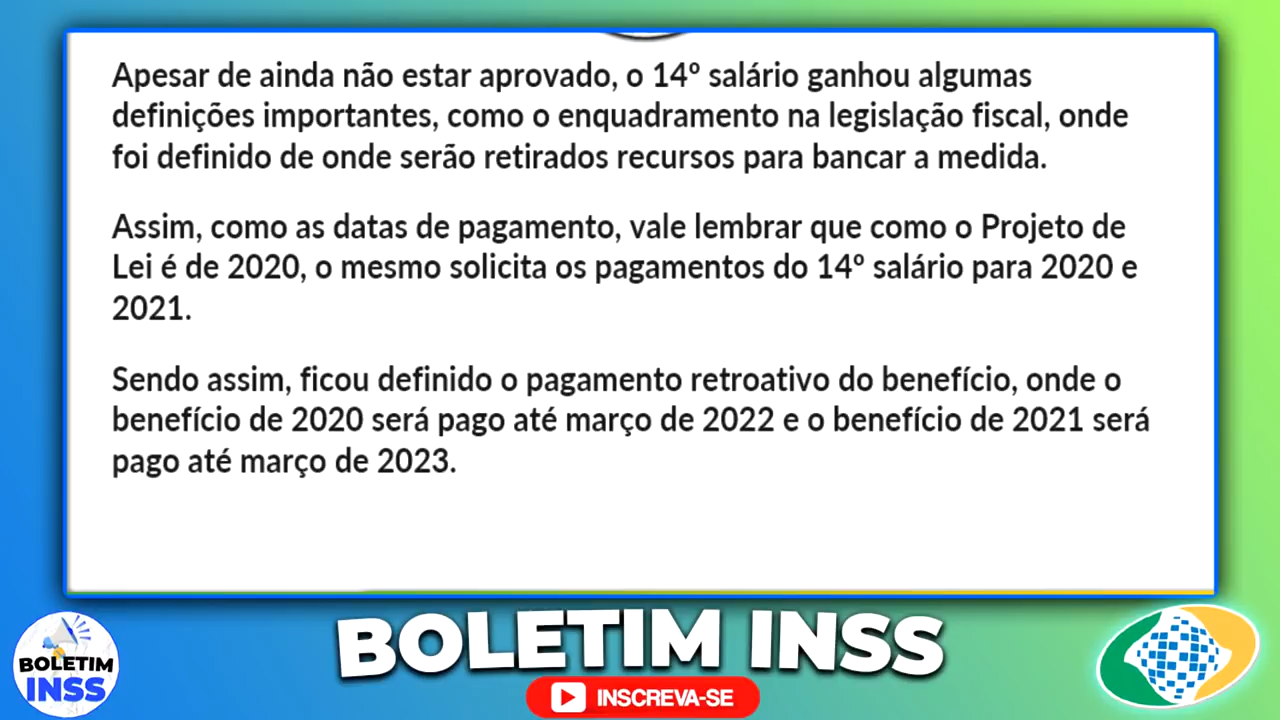 Apesar de ainda não estar aprovado, o 14º salário ganhou algumas
definições importantes, como o enquadramento na legislação fiscal, onde
foi definido de onde serão retirados recursos para bancar a medida.
Assim, como as datas de pagamento, vale lembrar que como o Projeto de
Lei é de 2020, o mesmo solicita os pagamentos do 14º salário para 2020 e
2021.
Sendo assim, ficou definido o pagamento retroativo do benefício, onde o
benefício de 2020 será pago até março de 2022 e o benefício de 2021 será
pago até março de 2023.
BOLETIM
INSS
BOLETIM INSS
INSCREVA-SE